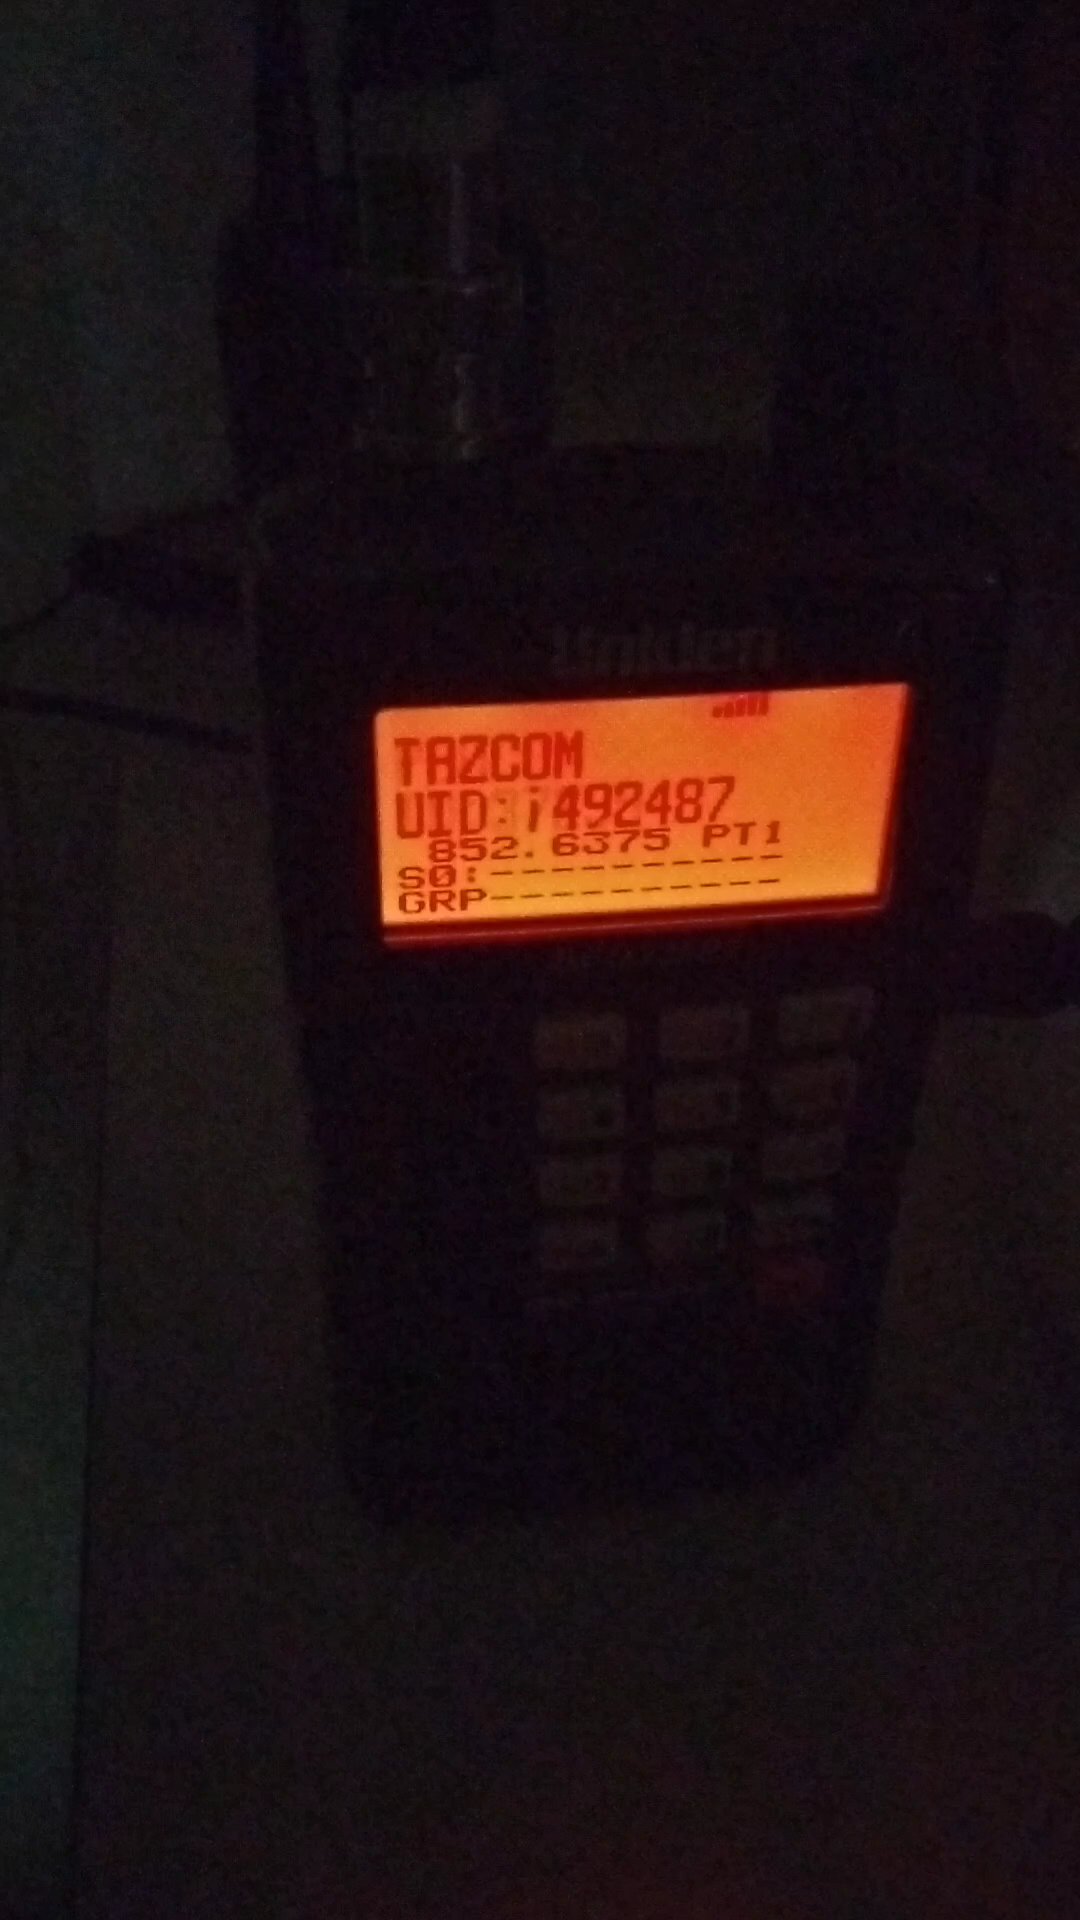 Uniden
TAZCOM
UID:i492487
852.6375 PT1
S0:----------
GRP----------